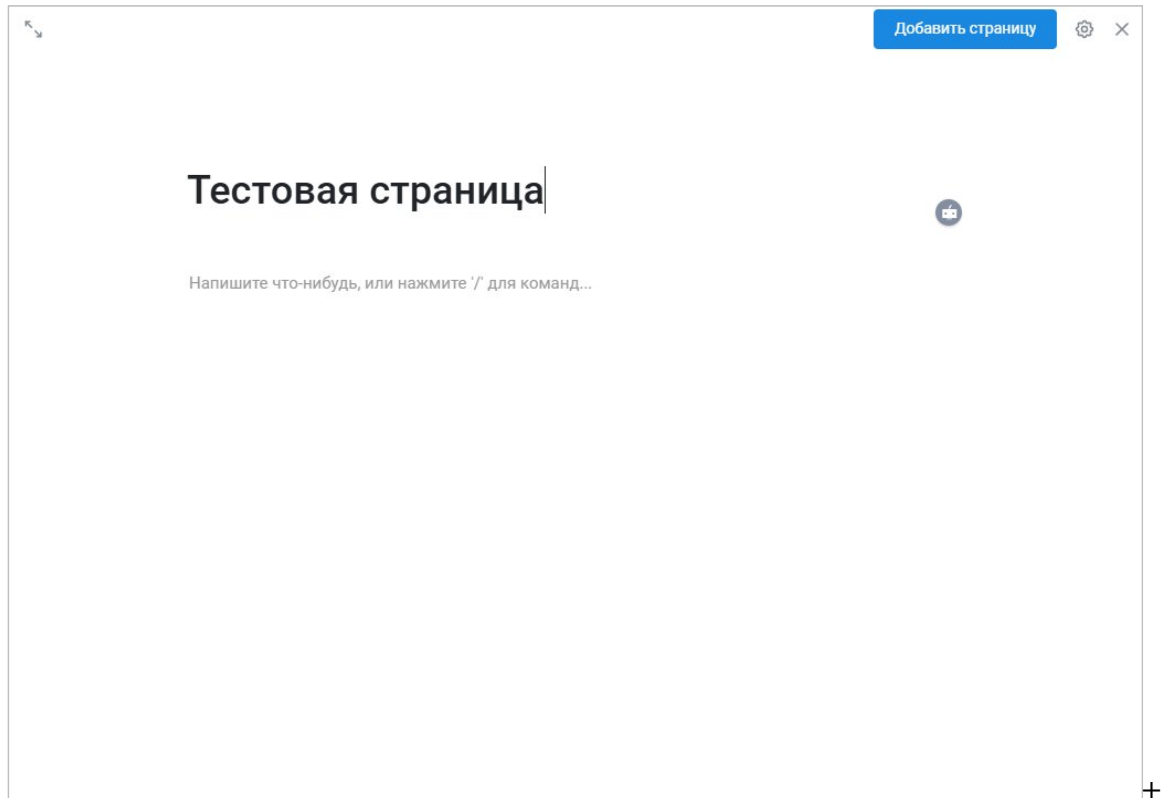 Добавить страницу
Тестовая страница
Напишите что-нибудь, или нажмите '/' для команд...